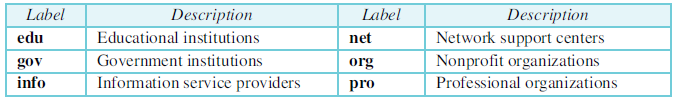 Label Description Label Description
edu Educational institutions net Network support centers
gov Government institutions org Nonprofit organizations
info Information service providers pro Professional organizations